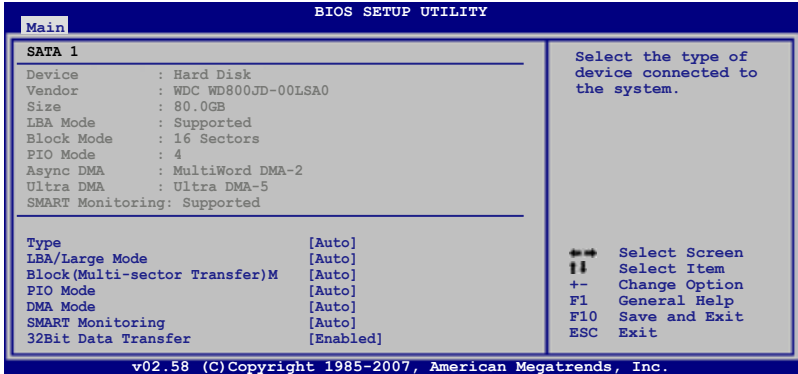 BIOS SETUP UTILITY
Main
SATA 1
Device : Hard Disk
Vendor : WDC WD800JD-00LSA0
Size : 80.0GB
LBA Mode : Supported
Block Mode : 16 Sectors
PIO Mode : 4
Async DMA : MultiWord DMA-2
Ultra DMA : Ultra DMA-5
SMART Monitoring: Supported
Type [Auto]
LBA/Large Mode [Auto]
Block(Multi-sector Transfer)M [Auto]
PIO Mode [Auto]
DMA Mode [Auto]
SMART Monitoring [Auto]
32Bit Data Transfer [Enabled]
Select the type of
device connected to
the system.
←→ Select Screen
↑↓ Select Item
+- Change Option
F1 General Help
F10 Save and Exit
ESC Exit
v02.58 (C)Copyright 1985-2007, American Megatrends, Inc.